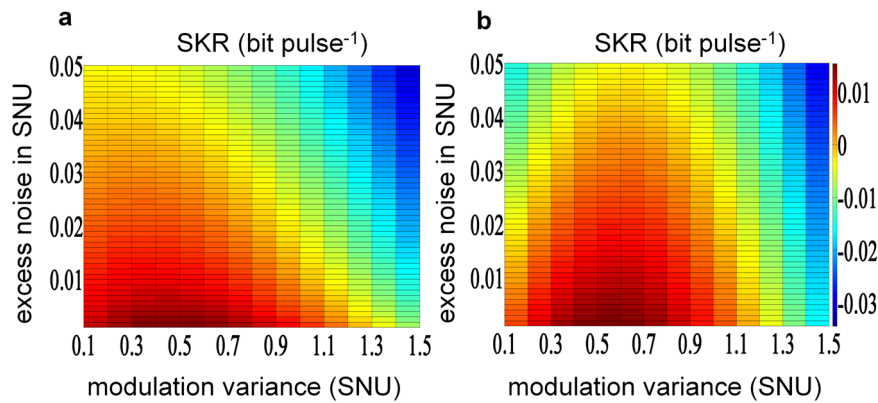 a
SKR (bit pulse⁻¹)
excess noise in SNU
0.05
0.04
0.03
0.02
0.01
0.1 0.3 0.5 0.7 0.9 1.1 1.5
modulation variance (SNU)
b
SKR (bit pulse⁻¹)
excess noise in SNU
0.05
0.04
0.03
0.02
0.01
0.1 0.3 0.5 0.7 0.9 1.1 1.3 1.5
modulation variance (SNU)
0.01
0
-0.01
-0.02
-0.03